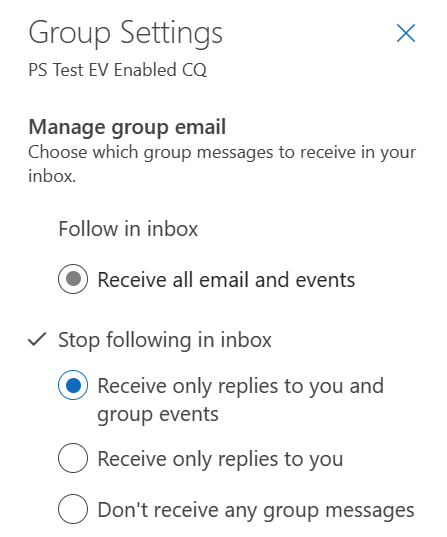 Group Settings
PS Test EV Enabled CQ
Manage group email
Choose which group messages to receive in your
inbox.
Follow in inbox
Receive all email and events
Stop following in inbox
Receive only replies to you and
group events
Receive only replies to you
Don't receive any group messages